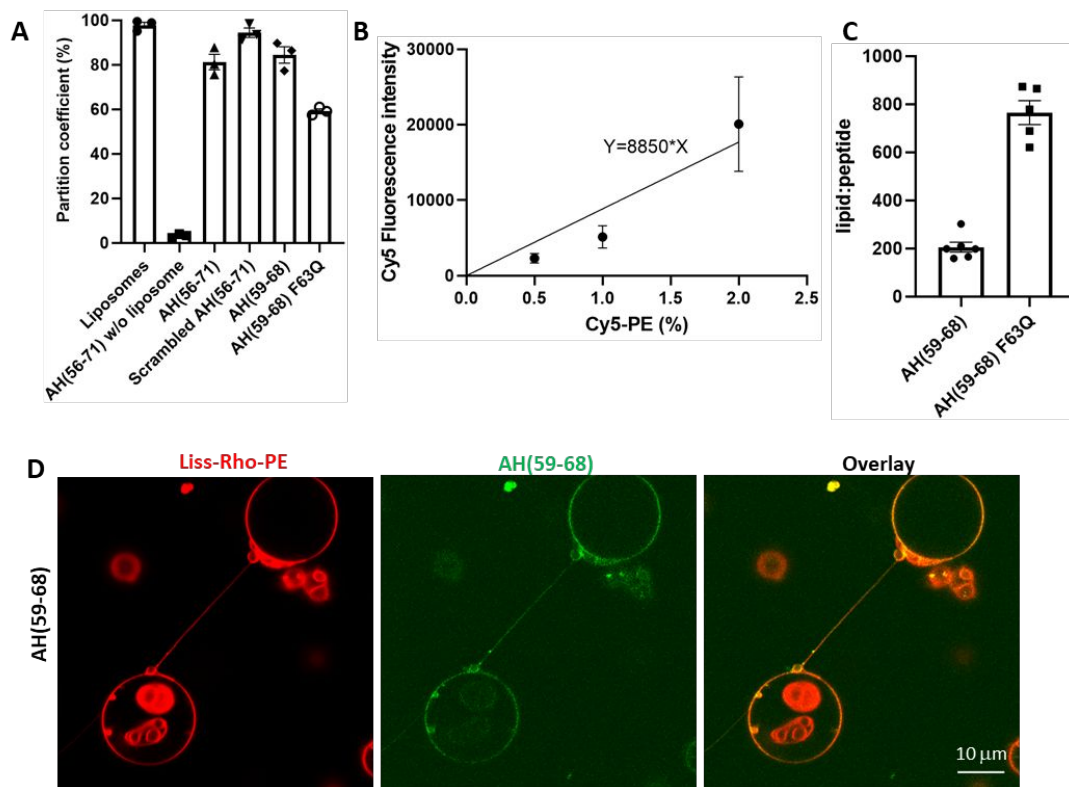 A
Partition coefficient (%)
100
80
60
40
20
0
Liposomes
AH(56-71) w/o liposome
AH(56-71)
Scrambled AH(56-71)
AH(59-68)
AH(59-68) F63Q
B
Cy5 Fluorescence intensity
30000
20000
10000
0
Y=8850*X
0.0 0.5 1.0 1.5 2.0 2.5
Cy5-PE (%)
C
lipid:peptide
1000
800
600
400
200
0
AH(59-68)
AH(59-68) F63Q
D
Liss-Rho-PE AH(59-68) Overlay
AH(59-68)
10 μm